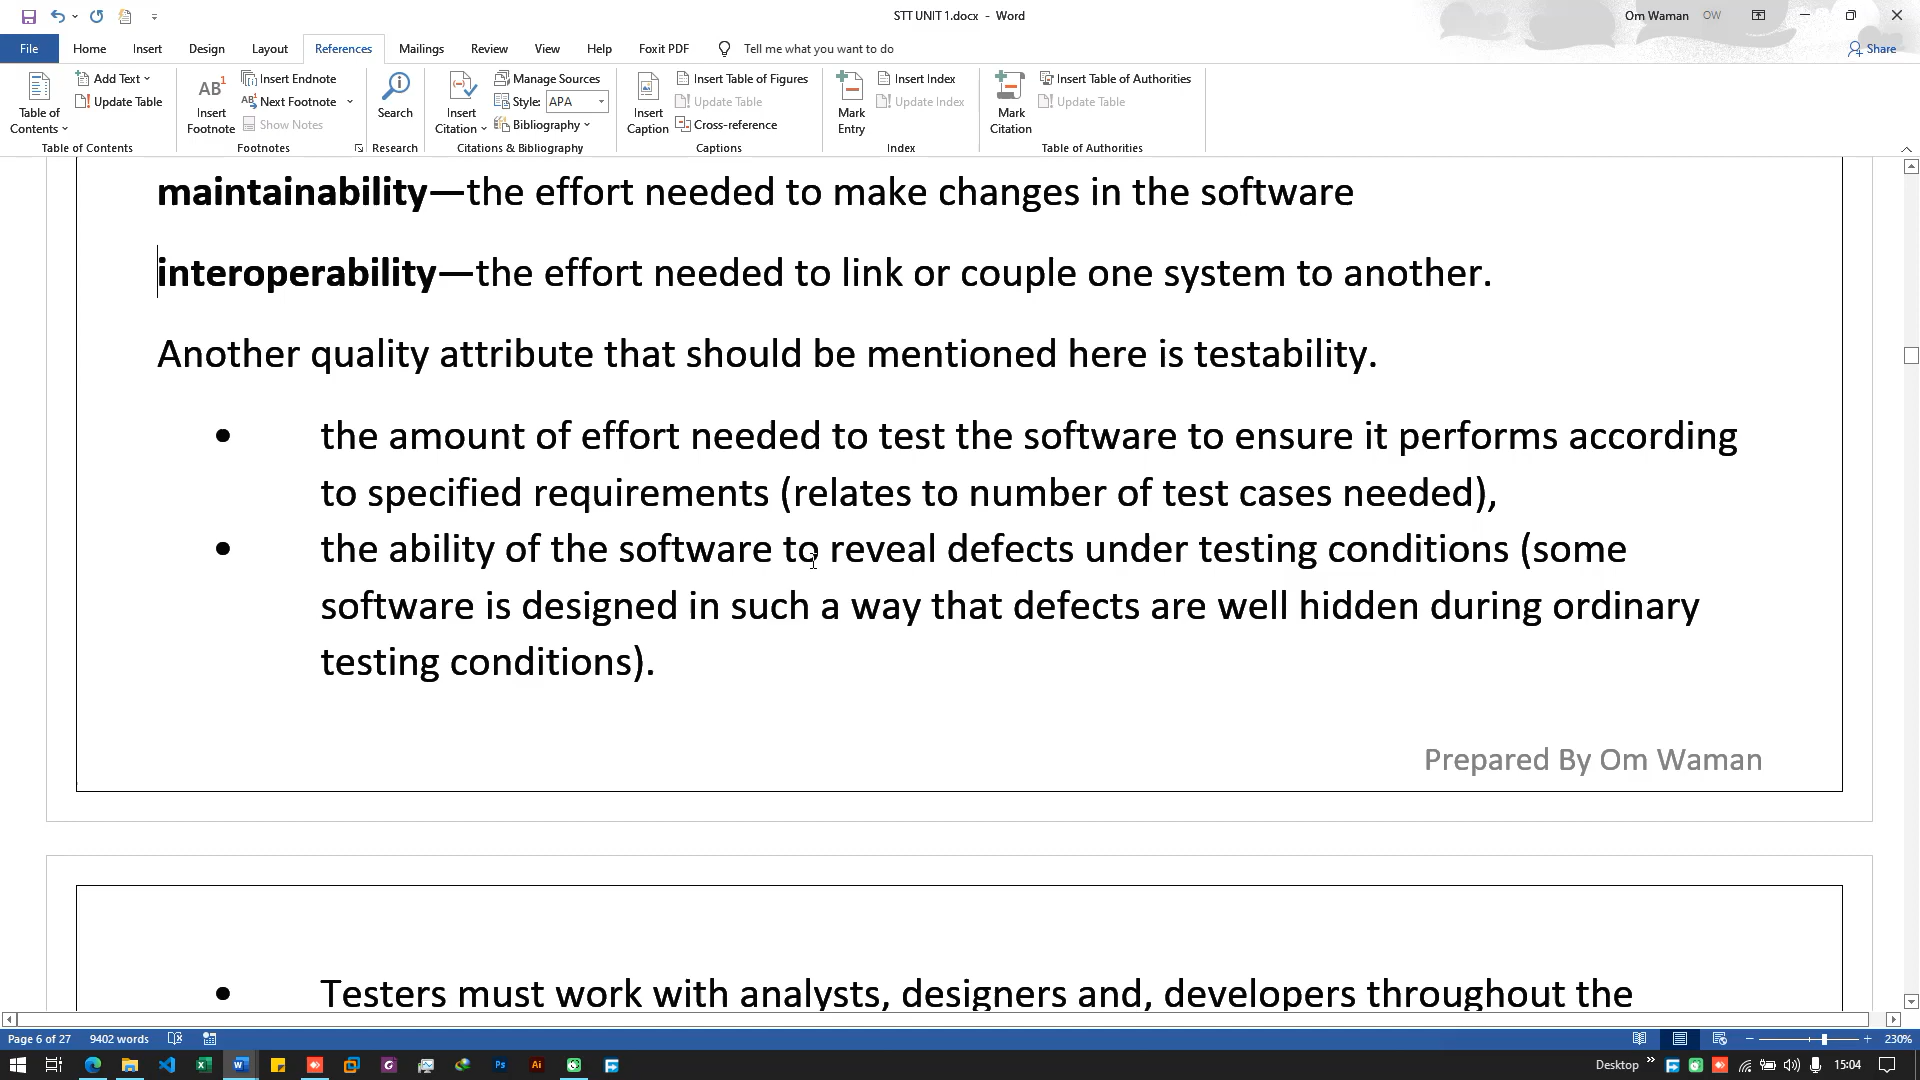 STT UNIT 1.docx - Word
Om Waman OW
File Home Insert Design Layout References Mailings Review View Help Foxit PDF Tell me what you want to do Share
Table of Contents
Add Text
Update Table
Table of Contents
AB1 Insert Footnote
Insert Endnote
Next Footnote
Show Notes
Footnotes
Search
Research
Insert Citation
Manage Sources
Style: APA
Bibliography
Citations & Bibliography
Insert Caption
Insert Table of Figures
Update Table
Cross-reference
Captions
Mark Entry
Insert Index
Update Index
Index
Mark Citation
Insert Table of Authorities
Update Table
Table of Authorities
maintainability—the effort needed to make changes in the software
interoperability—the effort needed to link or couple one system to another.
Another quality attribute that should be mentioned here is testability.
• the amount of effort needed to test the software to ensure it performs according
to specified requirements (relates to number of test cases needed),
• the ability of the software to reveal defects under testing conditions (some
software is designed in such a way that defects are well hidden during ordinary
testing conditions).
Prepared By Om Waman
• Testers must work with analysts, designers and, developers throughout the
Page 6 of 27 9402 words 230%
Desktop 15:04